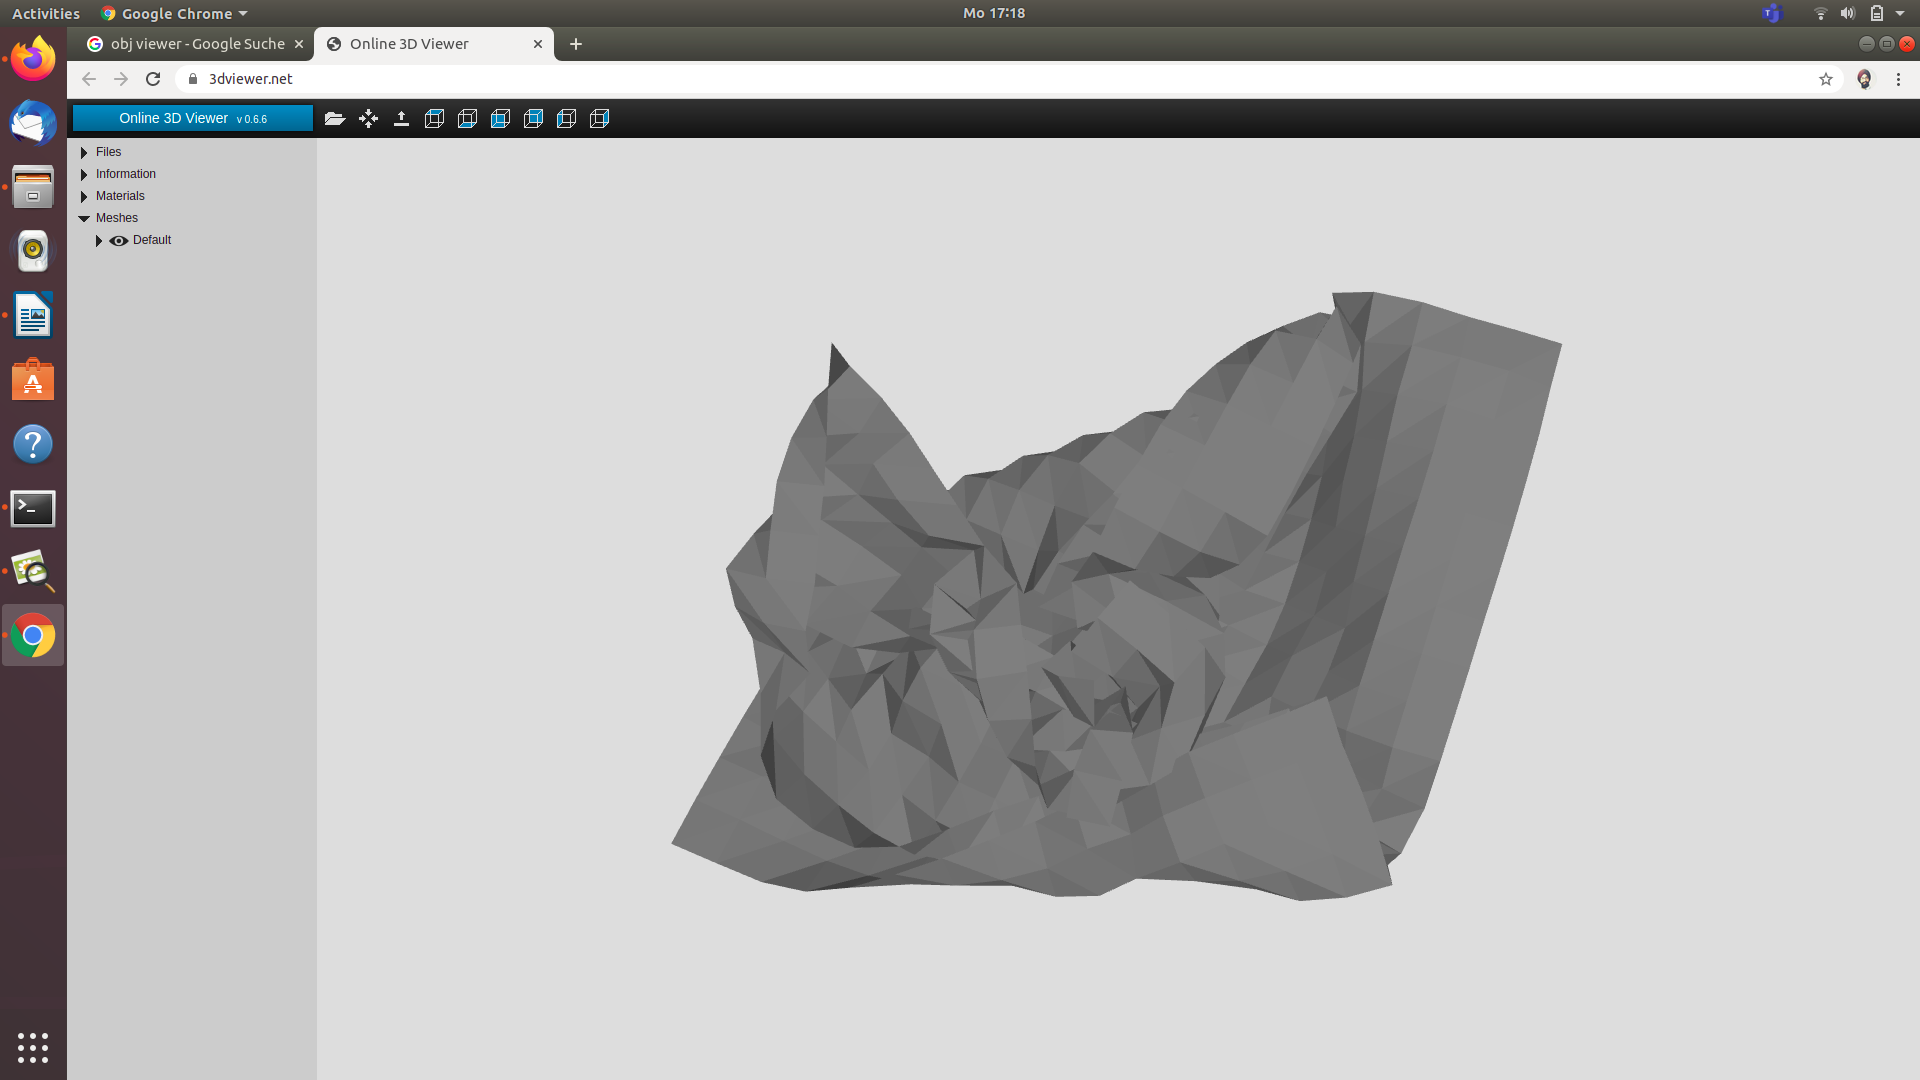 Activities
Google Chrome
Mo 17:18
obj viewer - Google Suche
Online 3D Viewer
3dviewer.net
Online 3D Viewer v 0.6.6
Files
Information
Materials
Meshes
Default